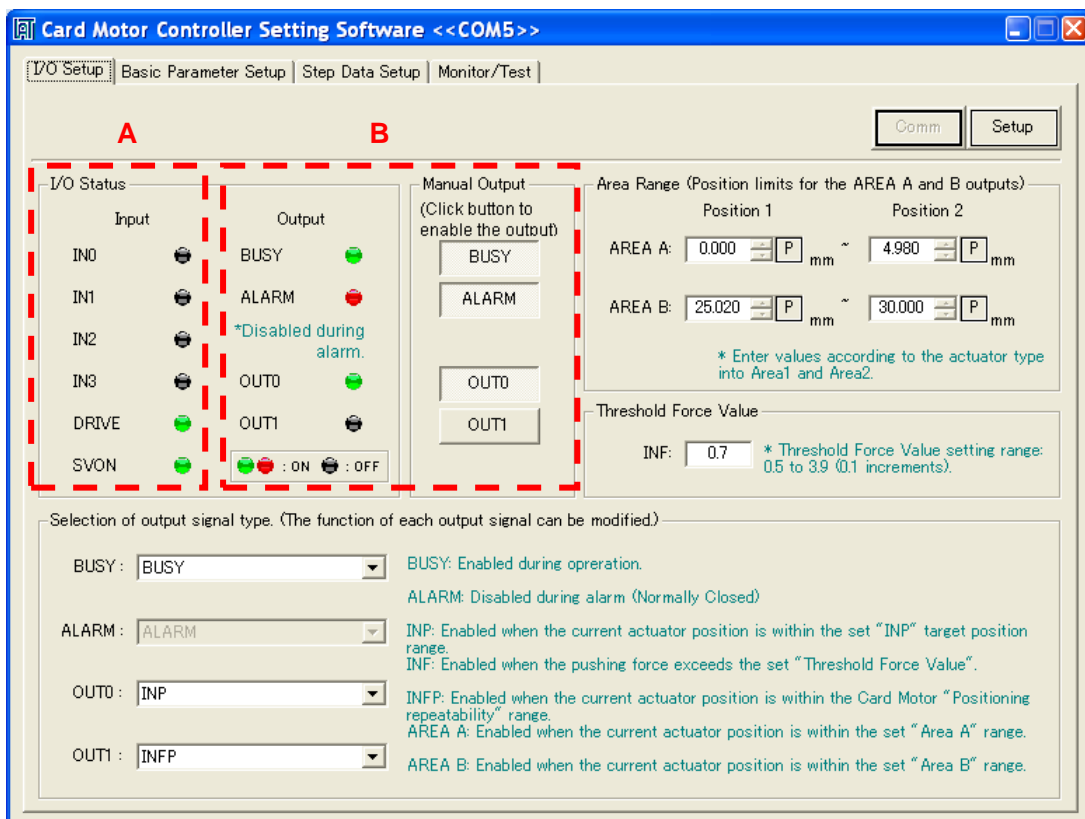 Card Motor Controller Setting Software <<COM5>>
I/O Setup
Basic Parameter Setup
Step Data Setup
Monitor/Test
A
B
Comm
Setup
I/O Status
Input
IN0
IN1
IN2
IN3
DRIVE
SVON
Output
BUSY
ALARM
*Disabled during
alarm.
OUT0
OUT1
: ON
: OFF
Manual Output
(Click button to
enable the output)
BUSY
ALARM
OUT0
OUT1
Area Range (Position limits for the AREA A and B outputs)
Position 1
Position 2
AREA A: 0.000 P mm ~ 4.980 P mm
AREA B: 25.020 P mm ~ 30.000 P mm
* Enter values according to the actuator type
into Area1 and Area2.
Threshold Force Value
INF: 0.7
* Threshold Force Value setting range:
0.5 to 3.9 (0.1 increments).
Selection of output signal type. (The function of each output signal can be modified.)
BUSY : BUSY
ALARM : ALARM
OUT0 : INP
OUT1 : INFP
BUSY: Enabled during opreration.
ALARM: Disabled during alarm (Normally Closed)
INP: Enabled when the current actuator position is within the set "INP" target position
range.
INF: Enabled when the pushing force exceeds the set "Threshold Force Value".
INFP: Enabled when the current actuator position is within the Card Motor "Positioning
repeatability" range.
AREA A: Enabled when the current actuator position is within the set "Area A" range.
AREA B: Enabled when the current actuator position is within the set "Area B" range.